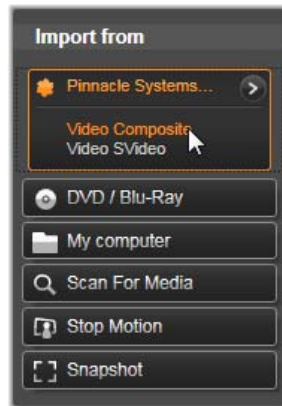 Import from
Pinnacle Systems...
Video Composite
Video SVideo
DVD / Blu-Ray
My computer
Scan For Media
Stop Motion
Snapshot